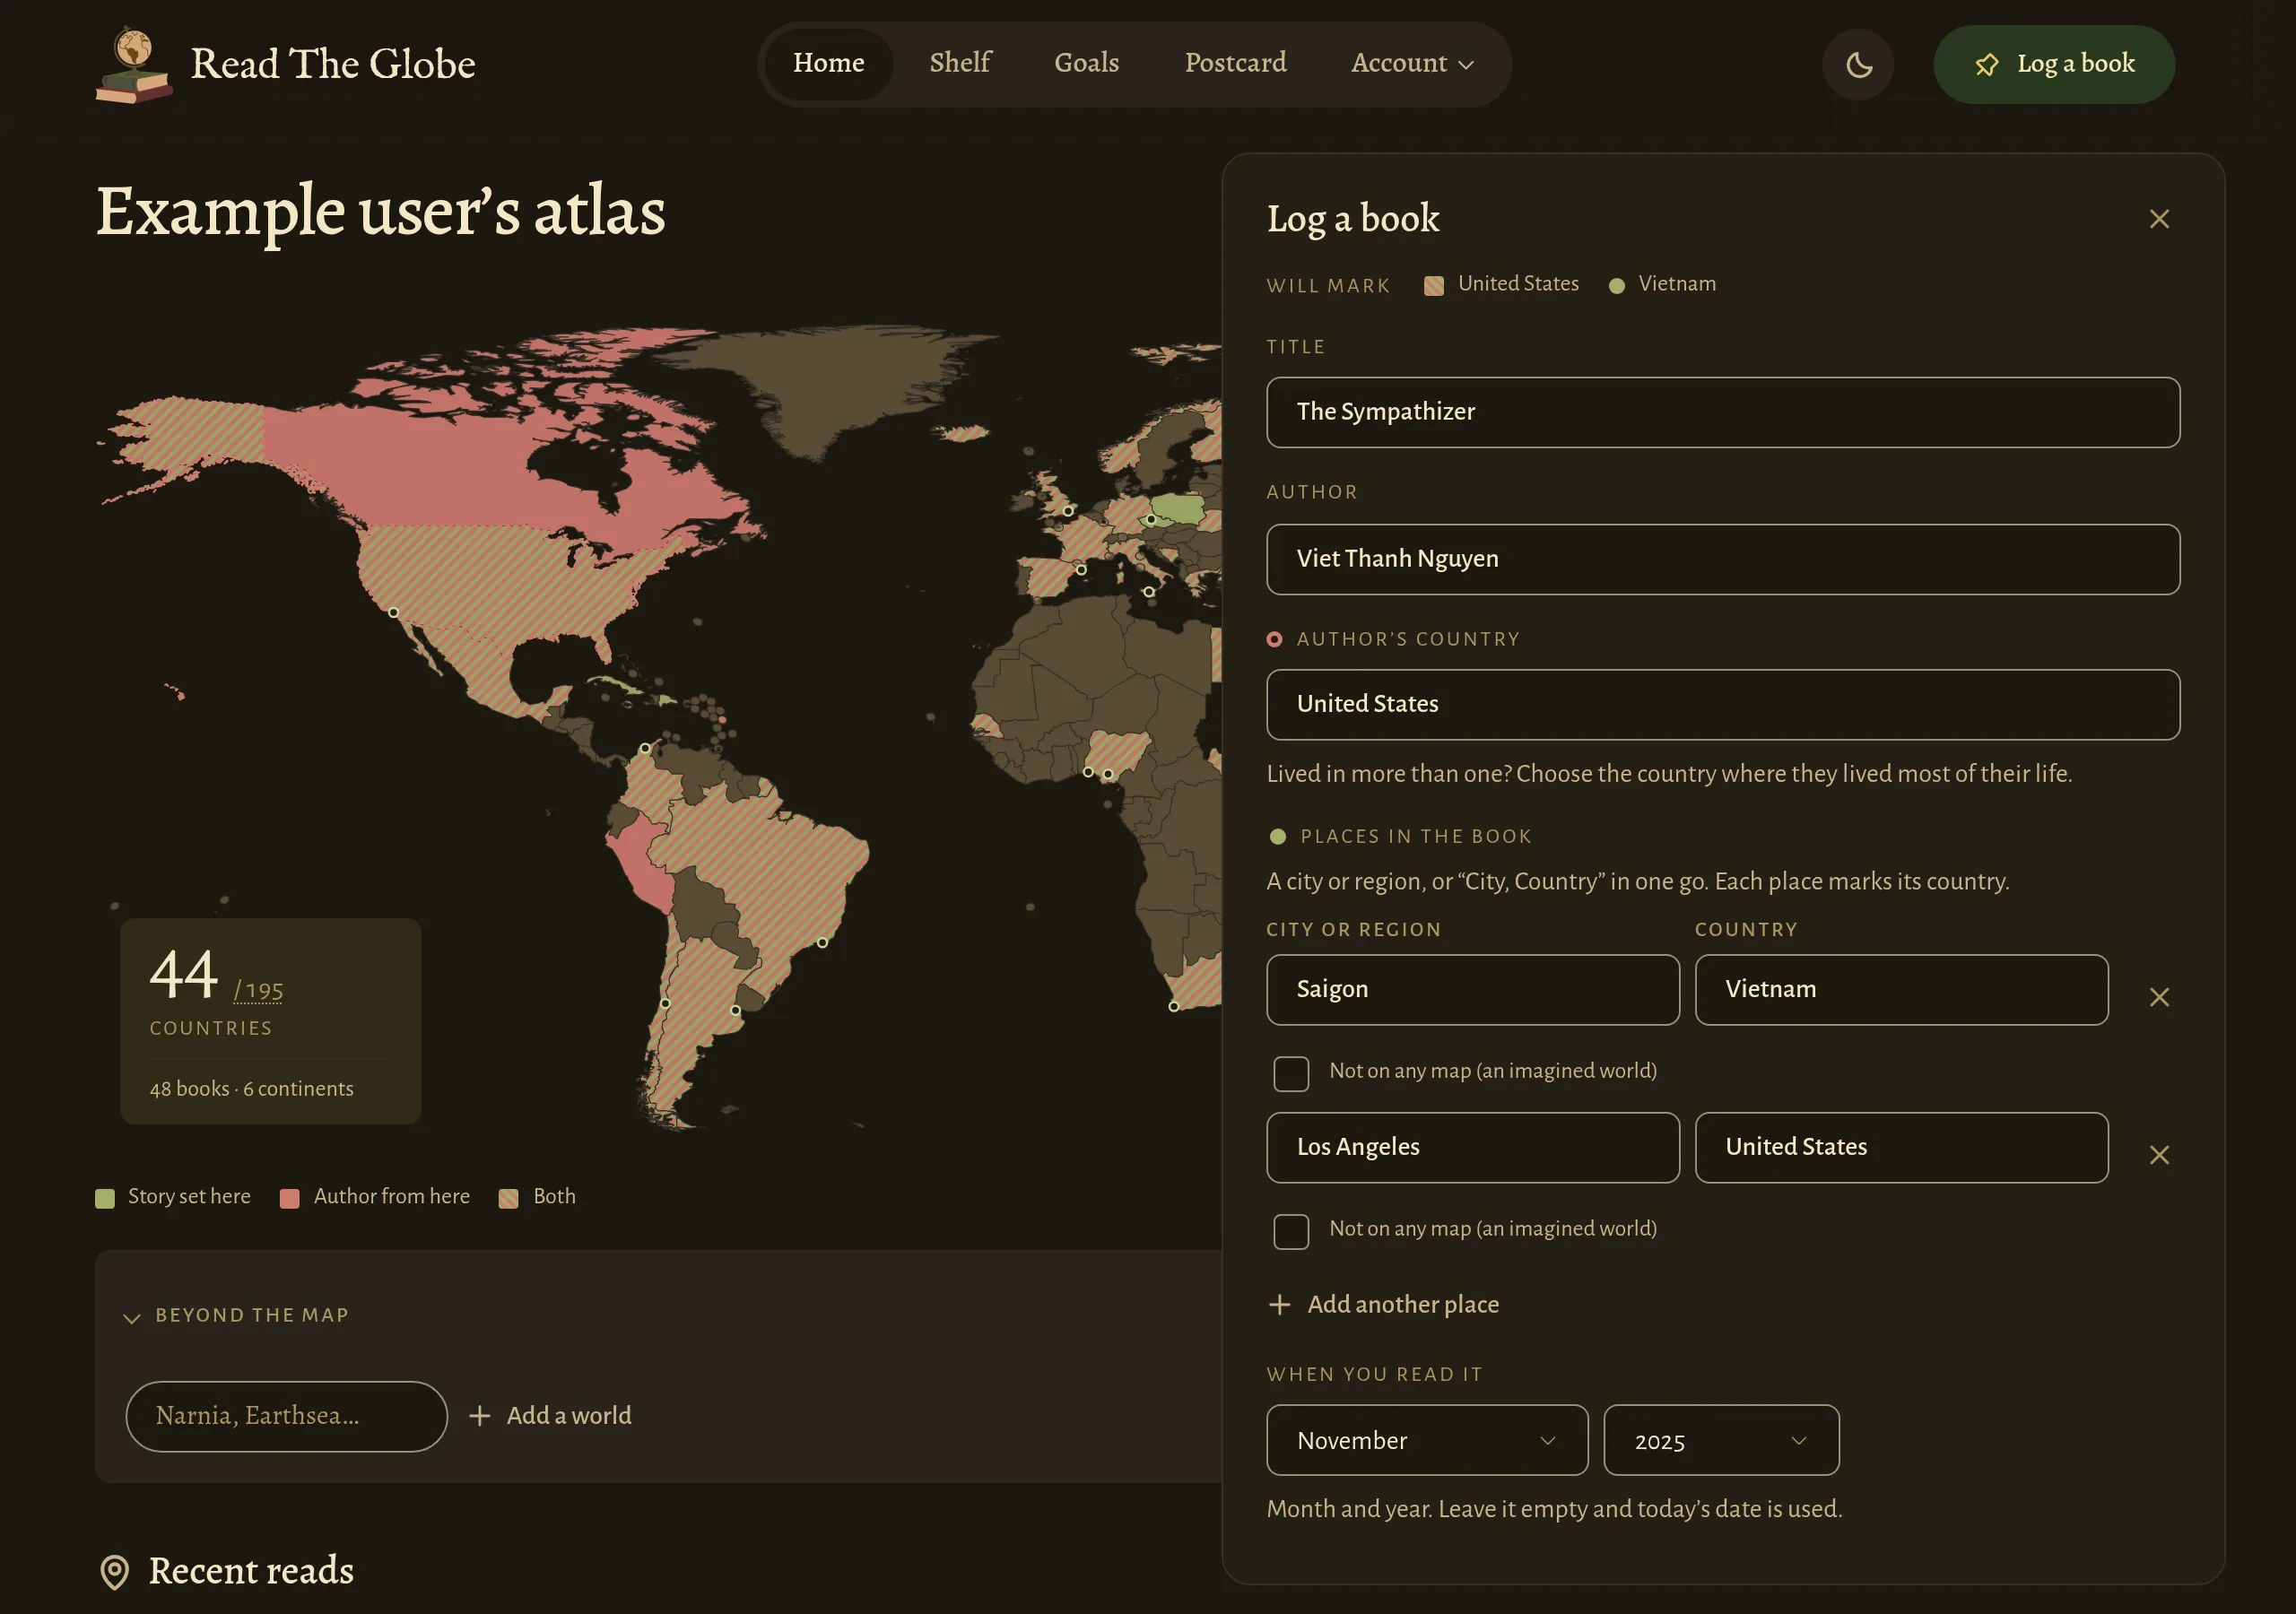 Read The Globe
Home
Shelf
Goals
Postcard
Account
Log a book
Example user’s atlas
44 / 195
COUNTRIES
48 books · 6 continents
Story set here
Author from here
Both
BEYOND THE MAP
Narnia, Earthsea…
Add a world
Recent reads
Log a book
WILL MARK
United States
Vietnam
TITLE
The Sympathizer
AUTHOR
Viet Thanh Nguyen
AUTHOR’S COUNTRY
United States
Lived in more than one? Choose the country where they lived most of their life.
PLACES IN THE BOOK
A city or region, or “City, Country” in one go. Each place marks its country.
CITY OR REGION
COUNTRY
Saigon
Vietnam
Not on any map (an imagined world)
Los Angeles
United States
Not on any map (an imagined world)
Add another place
WHEN YOU READ IT
November
2025
Month and year. Leave it empty and today’s date is used.